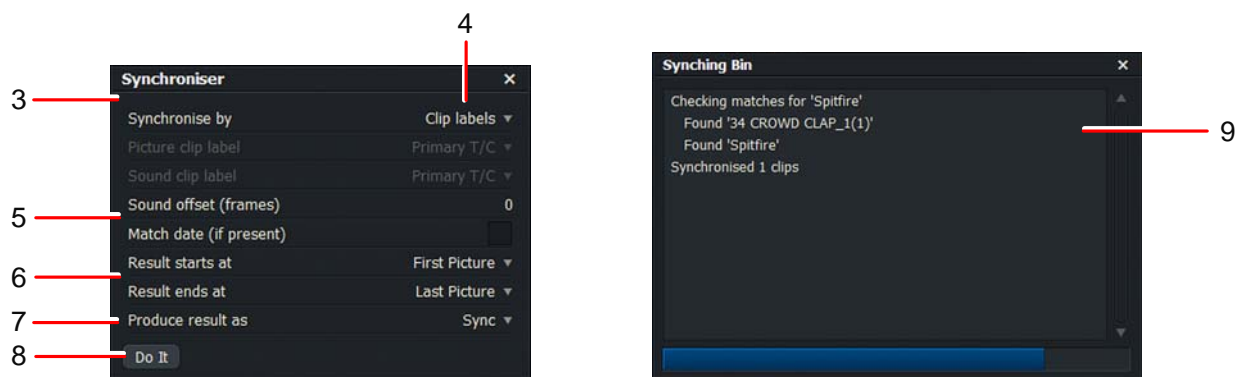 4
Synchroniser ×
3
Synchronise by Clip labels
Picture clip label Primary T/C
Sound clip label Primary T/C
Sound offset (frames) 0
5
Match date (if present)
Result starts at First Picture
6
Result ends at Last Picture
7 Produce result as Sync
8 Do It
Synching Bin ×
Checking matches for 'Spitfire'
Found '34 CROWD CLAP_1(1)'
9
Found 'Spitfire'
Synchronised 1 clips